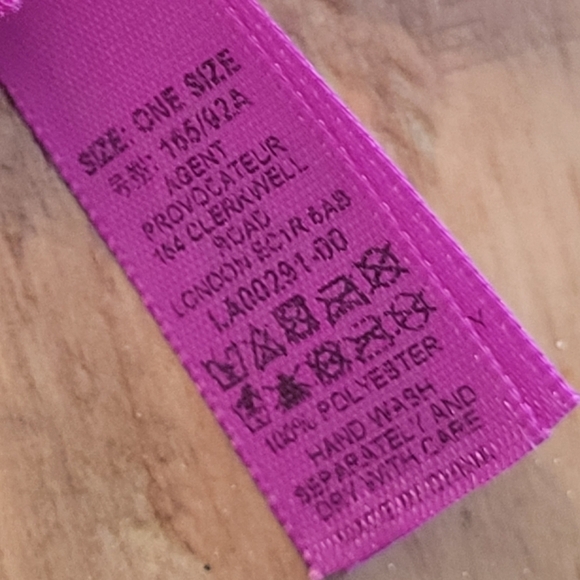 SIZE: ONE SIZE
号型: 165/92A
AGENT
PROVOCATEUR
154 CLERKWELL
ROAD
LONDON EC1R 5AB
LA00291-00
100% POLYESTER
HAND WASH
SEPARATELY AND
DRY WITH CARE